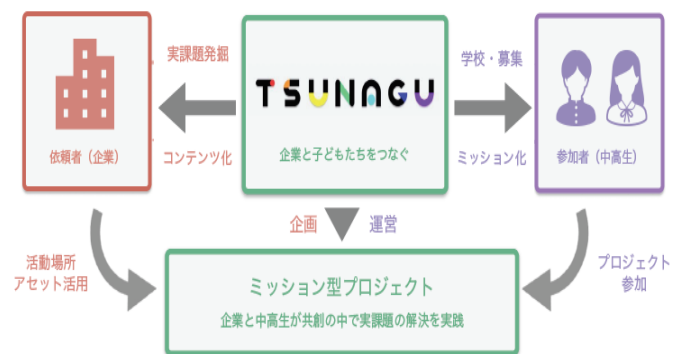 実課題発掘
TSUNAGU
学校・募集
依頼者（企業）
コンテンツ化
企業と子どもたちをつなぐ
ミッション化
参加者（中高生）
企画
運営
活動場所
アセット活用
ミッション型プロジェクト
企業と中高生が共創の中で実課題の解決を実践
プロジェクト
参加